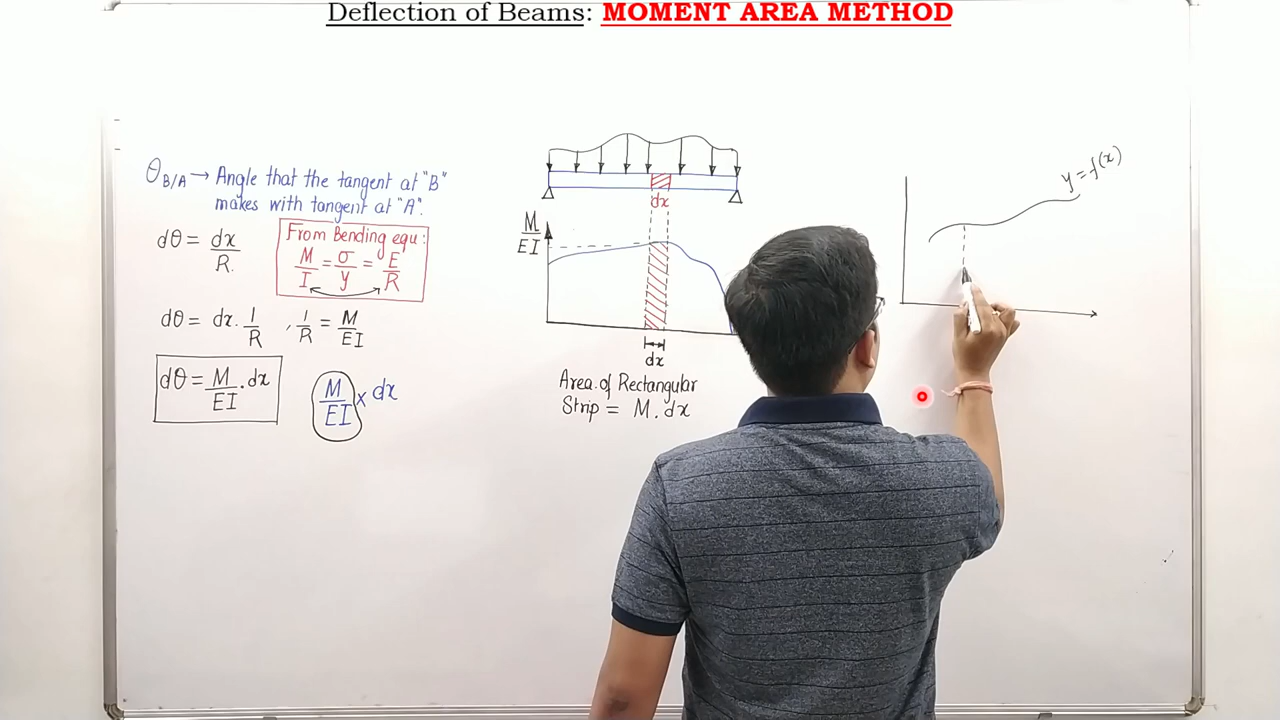 Deflection of Beams: MOMENT AREA METHOD
θB/A → Angle that the tangent at "B"
makes with tangent at "A".
dθ = dx/R.
From Bending equ:
M/I = σ/y = E/R
dθ = dx. 1/R , 1/R = M/EI
dθ = M/EI .dx
M/EI x dx
dx
M/EI
dx
Area.of Rectangular
Strip = M.dx
y = f(x)